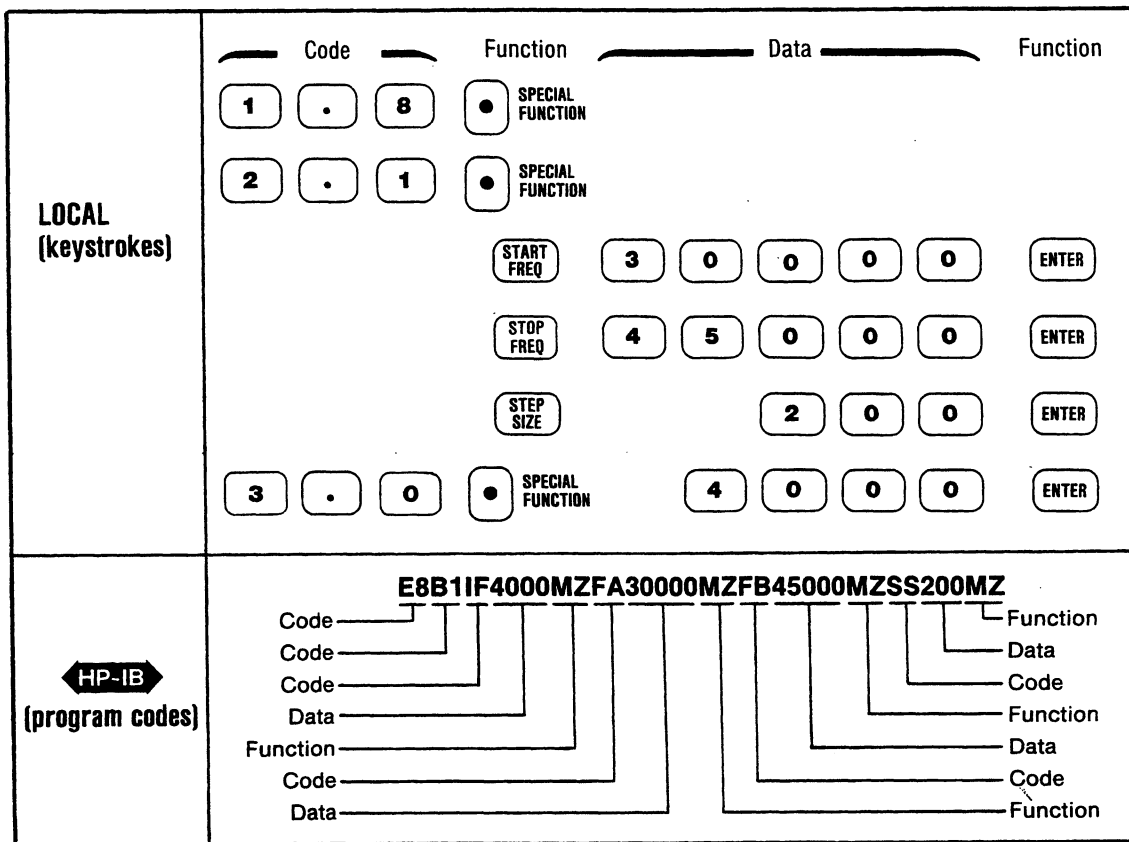 Code Function Data Function
1 . 8 SPECIAL FUNCTION
2 . 1 SPECIAL FUNCTION
LOCAL
(keystrokes)
START FREQ 3 0 0 0 0 ENTER
STOP FREQ 4 5 0 0 0 ENTER
STEP SIZE 2 0 0 ENTER
3 . 0 SPECIAL FUNCTION 4 0 0 0 ENTER
HP-IB
(program codes)
E8B1IF4000MZFA30000MZFB45000MZSS200MZ
Code Function
Code Data
Code Code
Data Function
Function Data
Code Code
Data Function